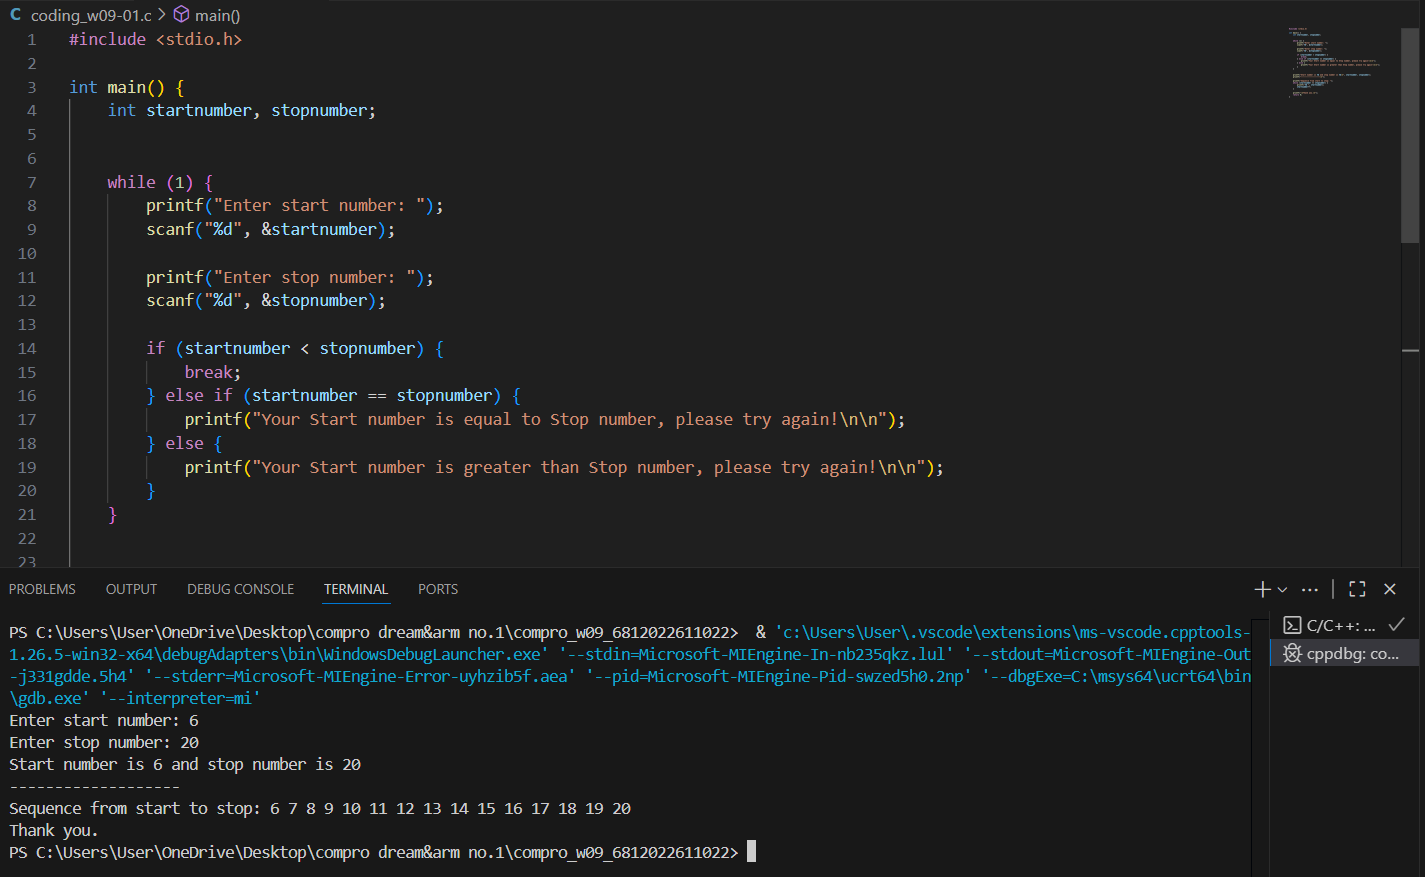 coding_w09-01.c > main()
1 #include <stdio.h>
2
3 int main() {
4 int startnumber, stopnumber;
5
6
7 while (1) {
8 printf("Enter start number: ");
9 scanf("%d", &startnumber);
10
11 printf("Enter stop number: ");
12 scanf("%d", &stopnumber);
13
14 if (startnumber < stopnumber) {
15 break;
16 } else if (startnumber == stopnumber) {
17 printf("Your Start number is equal to Stop number, please try again!\n\n");
18 } else {
19 printf("Your Start number is greater than Stop number, please try again!\n\n");
20 }
21 }
22
23
PROBLEMS OUTPUT DEBUG CONSOLE TERMINAL PORTS
PS C:\Users\User\OneDrive\Desktop\compro dream&arm no.1\compro_w09_6812022611022>  & 'c:\Users\User\.vscode\extensions\ms-vscode.cpptools-
1.26.5-win32-x64\debugAdapters\bin\WindowsDebugLauncher.exe' '--stdin=Microsoft-MIEngine-In-nb235qkz.lul' '--stdout=Microsoft-MIEngine-Out
-j331gdde.5h4' '--stderr=Microsoft-MIEngine-Error-uyhzib5f.aea' '--pid=Microsoft-MIEngine-Pid-swzed5h0.2np' '--dbgExe=C:\msys64\ucrt64\bin
\gdb.exe' '--interpreter=mi'
Enter start number: 6
Enter stop number: 20
Start number is 6 and stop number is 20
-------------------
Sequence from start to stop: 6 7 8 9 10 11 12 13 14 15 16 17 18 19 20
Thank you.
PS C:\Users\User\OneDrive\Desktop\compro dream&arm no.1\compro_w09_6812022611022>
C/C++: ...
cppdbg: co...